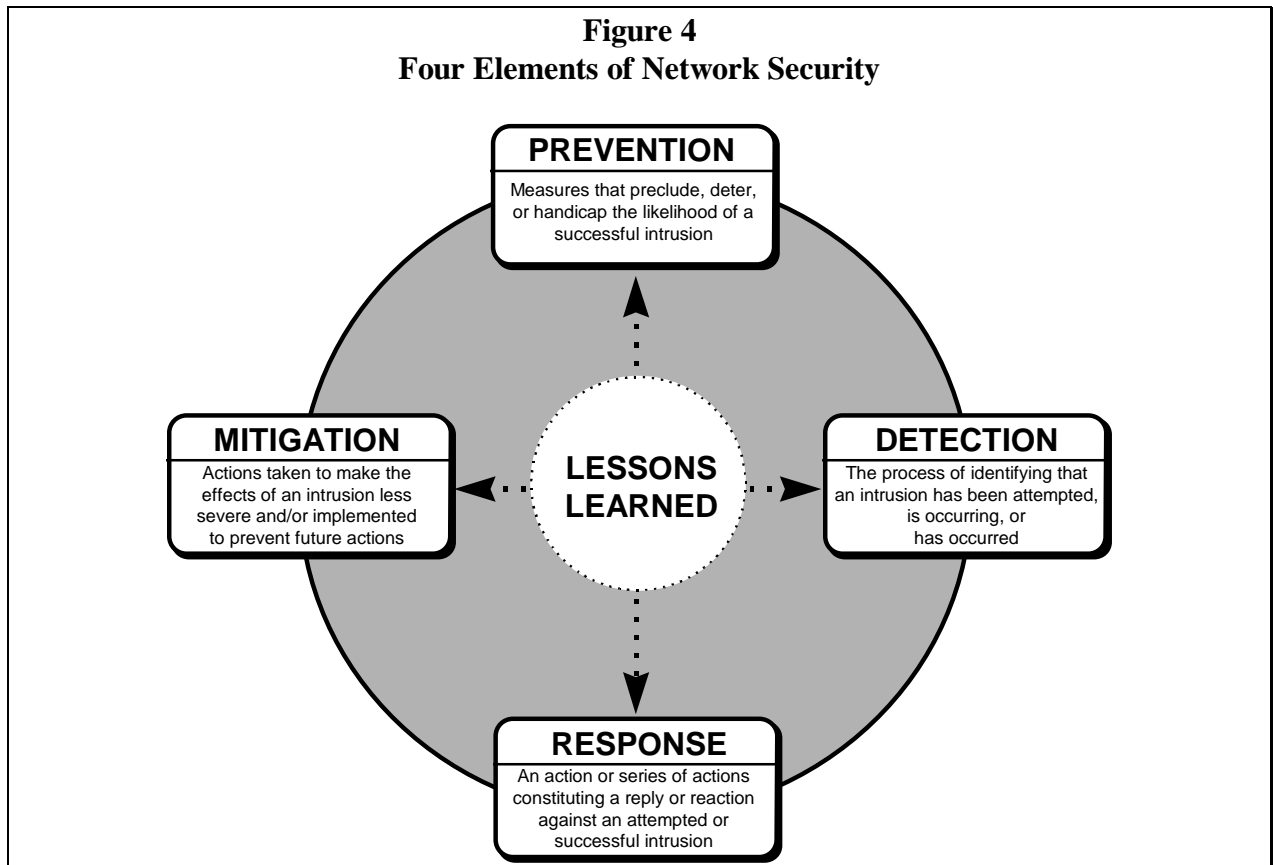 Figure 4
Four Elements of Network Security
PREVENTION
Measures that preclude, deter,
or handicap the likelihood of a
successful intrusion
MITIGATION
Actions taken to make the
effects of an intrusion less
severe and/or implemented
to prevent future actions
LESSONS
LEARNED
DETECTION
The process of identifying that
an intrusion has been attempted,
is occurring, or
has occurred
RESPONSE
An action or series of actions
constituting a reply or reaction
against an attempted or
successful intrusion